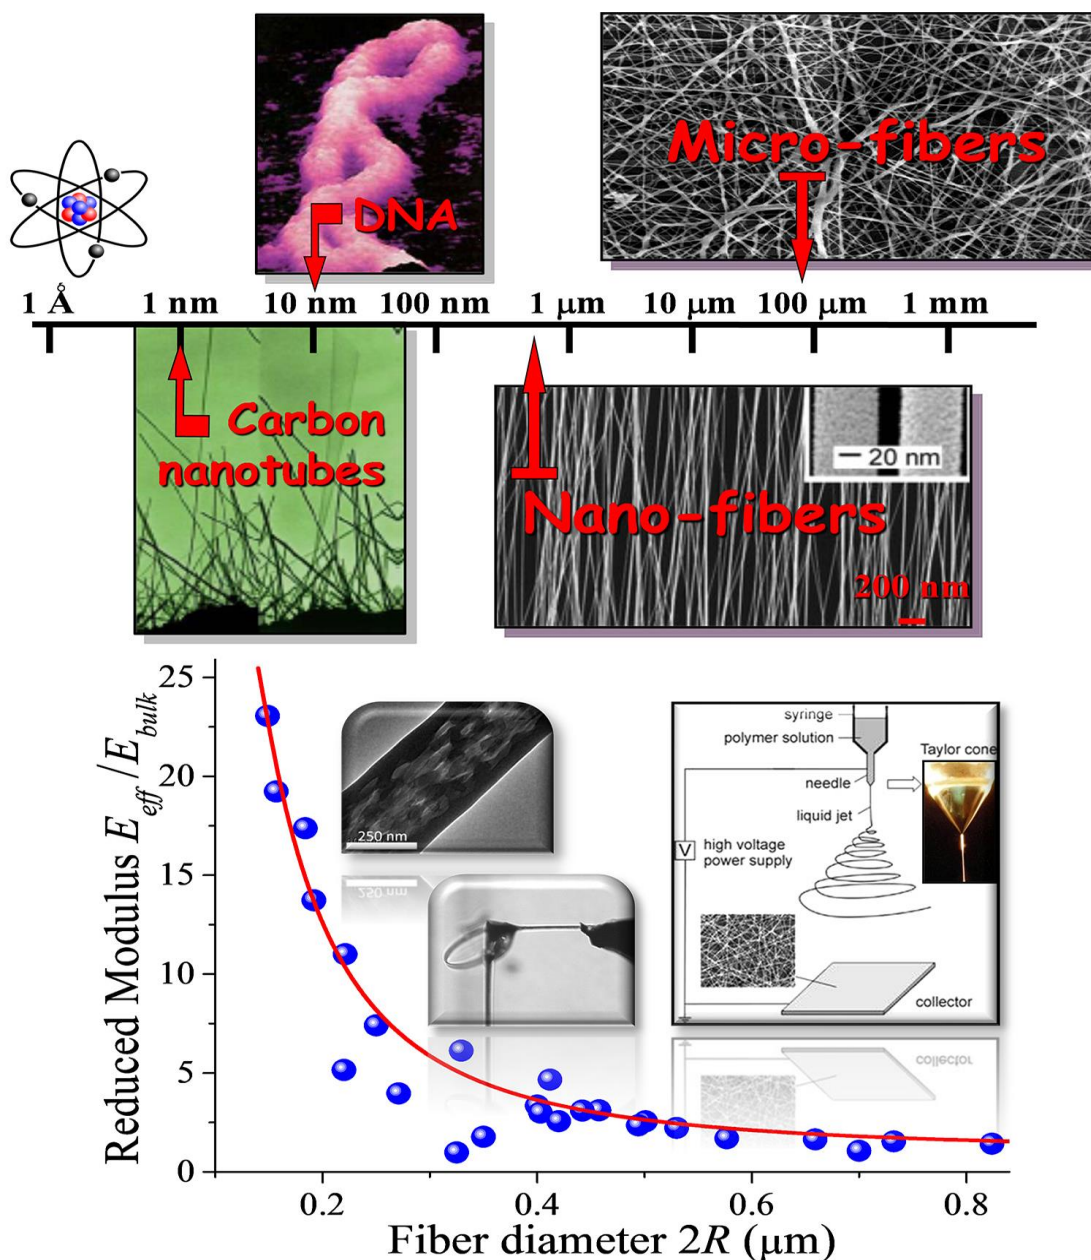 DNA
Micro-fibers
1 Å
1 nm
10 nm
100 nm
1 μm
10 μm
100 μm
1 mm
Carbon
nanotubes
20 nm
Nano-fibers
200 nm
25
20
15
10
5
0
Reduced Modulus E_eff/E_bulk
250 nm
250 nm
syringe
polymer solution
Taylor cone
needle
liquid jet
V
high voltage
power supply
collector
collector
0.2
0.4
0.6
0.8
Fiber diameter 2R (μm)